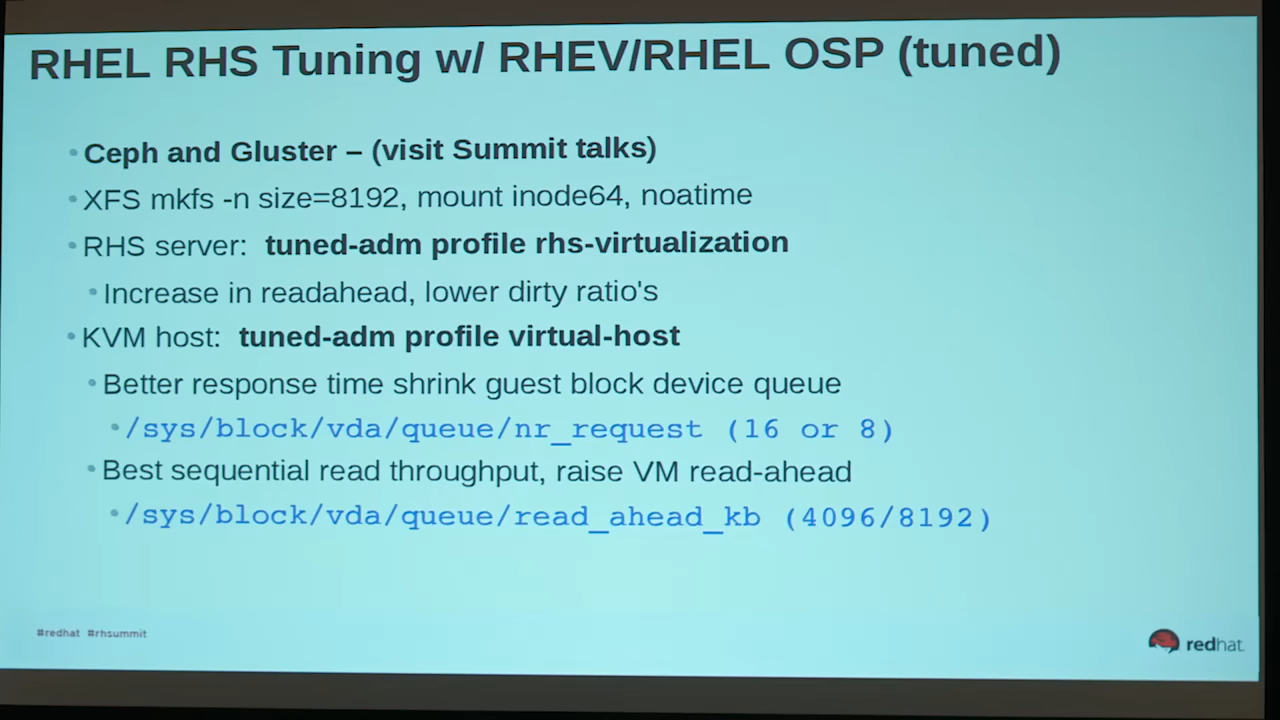 RHEL RHS Tuning w/ RHEV/RHEL OSP (tuned)
Ceph and Gluster – (visit Summit talks)
XFS mkfs -n size=8192, mount inode64, noatime
RHS server: tuned-adm profile rhs-virtualization
Increase in readahead, lower dirty ratio's
KVM host: tuned-adm profile virtual-host
Better response time shrink guest block device queue
/sys/block/vda/queue/nr_request (16 or 8)
Best sequential read throughput, raise VM read-ahead
/sys/block/vda/queue/read_ahead_kb (4096/8192)
#redhat #rhsummit
redhat.